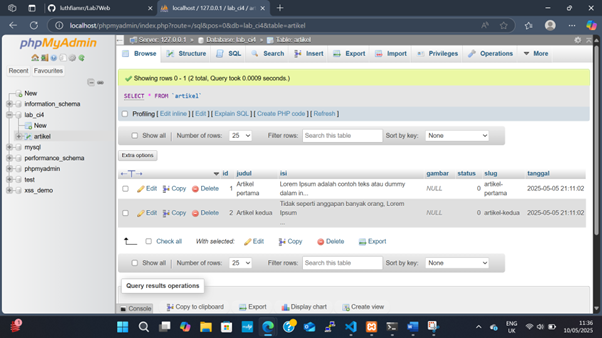 luthfiamrr/Lab7Web
localhost / 127.0.0.1 / lab_ci4 / ar
localhost/phpmyadmin/index.php?route=/sql&pos=0&db=lab_ci4&table=artikel
phpMyAdmin
Recent Favourites
New
information_schema
lab_ci4
New
artikel
mysql
performance_schema
phpmyadmin
test
xss_demo
Server: 127.0.0.1 » Database: lab_ci4 » Table: artikel
Browse Structure SQL Search Insert Export Import Privileges Operations More
Showing rows 0 - 1 (2 total, Query took 0.0009 seconds.)
SELECT * FROM `artikel`
Profiling [ Edit inline ] [ Edit ] [ Explain SQL ] [ Create PHP code ] [ Refresh ]
Show all | Number of rows: 25 Filter rows: Search this table Sort by key: None
Extra options
←T→ id judul isi gambar status slug tanggal
Edit Copy Delete 1 Artikel pertama Lorem Ipsum adalah contoh teks atau dummy dalam in... NULL 0 artikel-pertama 2025-05-05 21:11:02
Edit Copy Delete 2 Artikel kedua Tidak seperti anggapan banyak orang, Lorem Ipsum ... NULL 0 artikel-kedua 2025-05-05 21:11:02
Check all With selected: Edit Copy Delete Export
Show all | Number of rows: 25 Filter rows: Search this table Sort by key: None
Query results operations
Console Copy to clipboard Export Display chart Create view
ENG
UK
11:36
10/05/2025